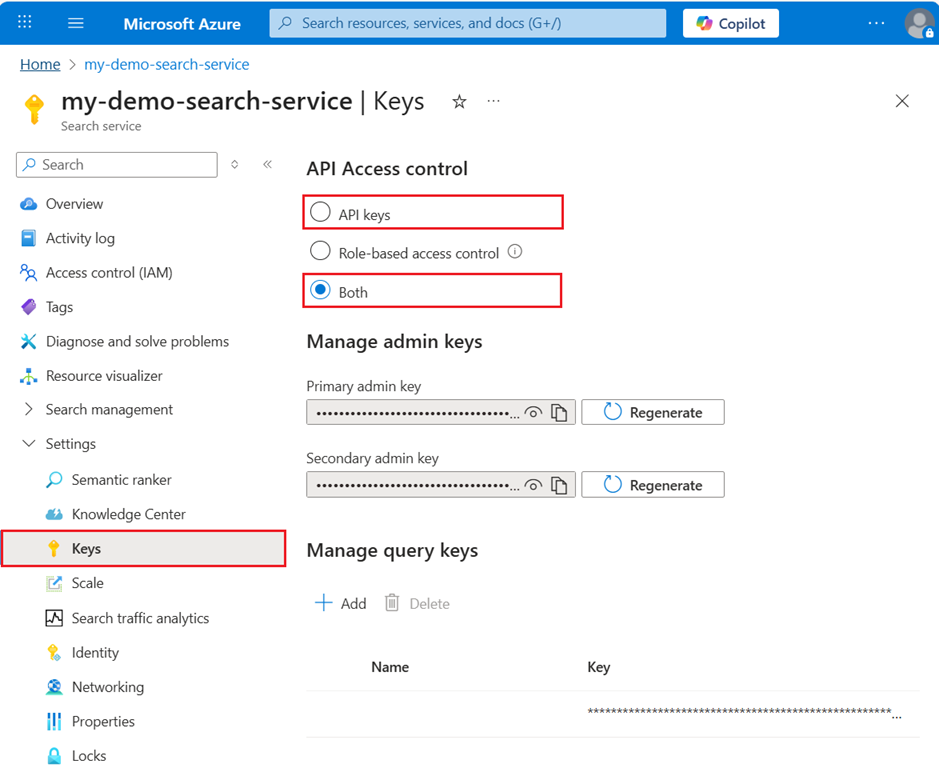 Microsoft Azure
Search resources, services, and docs (G+/)
Copilot
...
Home > my-demo-search-service
my-demo-search-service | Keys
...
Search service
Search
Overview
Activity log
Access control (IAM)
Tags
Diagnose and solve problems
Resource visualizer
Search management
Settings
Semantic ranker
Knowledge Center
Keys
Scale
Search traffic analytics
Identity
Networking
Properties
Locks
API Access control
API keys
Role-based access control
Both
Manage admin keys
Primary admin key
••••••••••••••••••••••••••••••••••... Regenerate
Secondary admin key
••••••••••••••••••••••••••••••••••... Regenerate
Manage query keys
Add Delete
Name Key
****************************************************...